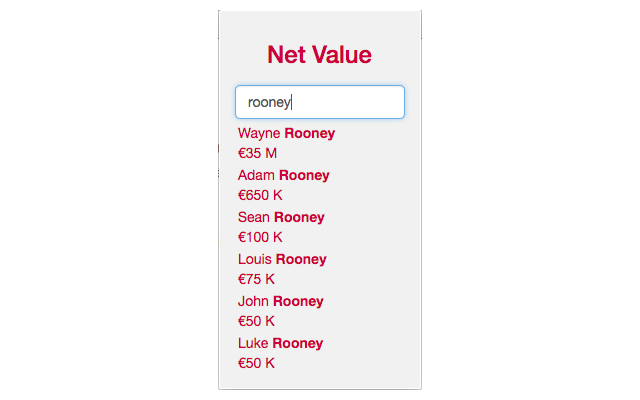 Net Value
rooney
Wayne Rooney
€35 M
Adam Rooney
€650 K
Sean Rooney
€100 K
Louis Rooney
€75 K
John Rooney
€50 K
Luke Rooney
€50 K